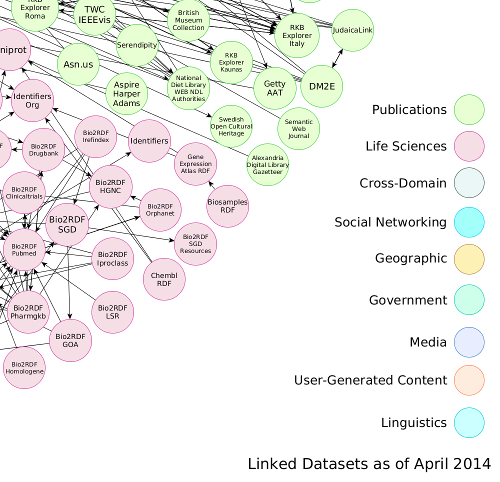 RKB
Explorer
Roma
TWC
IEEEvis
British
Museum
Collection
RKB
Explorer
Italy
JudaicaLink
Serendipity
Asn.us
RKB
Explorer
Kaunas
Aspire
Harper
Adams
National
Diet Library
WEB NDL
Authorities
Getty
AAT
DM2E
Identifiers
Org
Swedish
Open Cultural
Heritage
Semantic
Web
Journal
Bio2RDF
Irefindex
Identifiers
Bio2RDF
Drugbank
Gene
Expression
Atlas RDF
Alexandria
Digital Library
Gazetteer
Bio2RDF
Clinicaltrials
Bio2RDF
HGNC
Bio2RDF
Orphanet
Biosamples
RDF
Bio2RDF
SGD
Bio2RDF
SGD
Resources
Bio2RDF
Pubmed
Bio2RDF
Iproclass
Chembl
RDF
Bio2RDF
Pharmgkb
Bio2RDF
LSR
Bio2RDF
GOA
Bio2RDF
Homologene
Publications
Life Sciences
Cross-Domain
Social Networking
Geographic
Government
Media
User-Generated Content
Linguistics
Linked Datasets as of April 2014